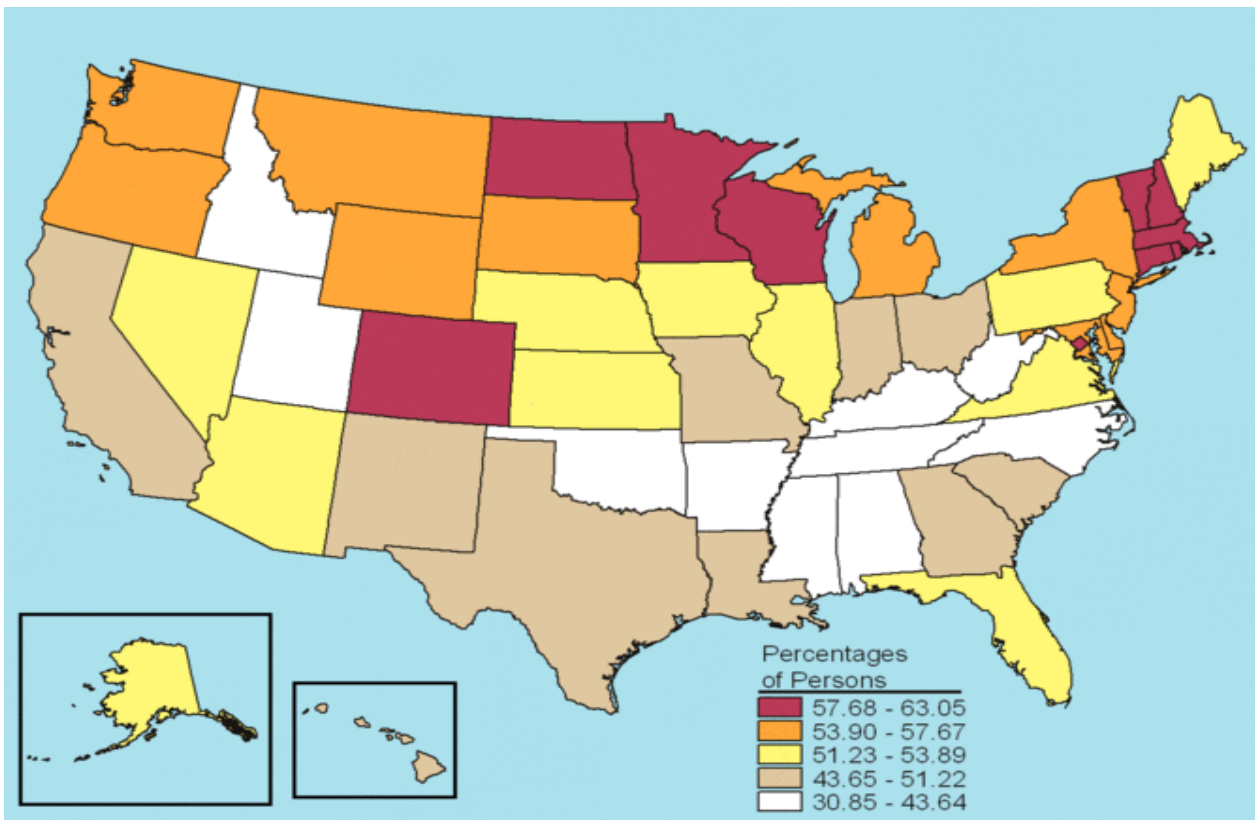 Percentages
of Persons
57.68 - 63.05
53.90 - 57.67
51.23 - 53.89
43.65 - 51.22
30.85 - 43.64